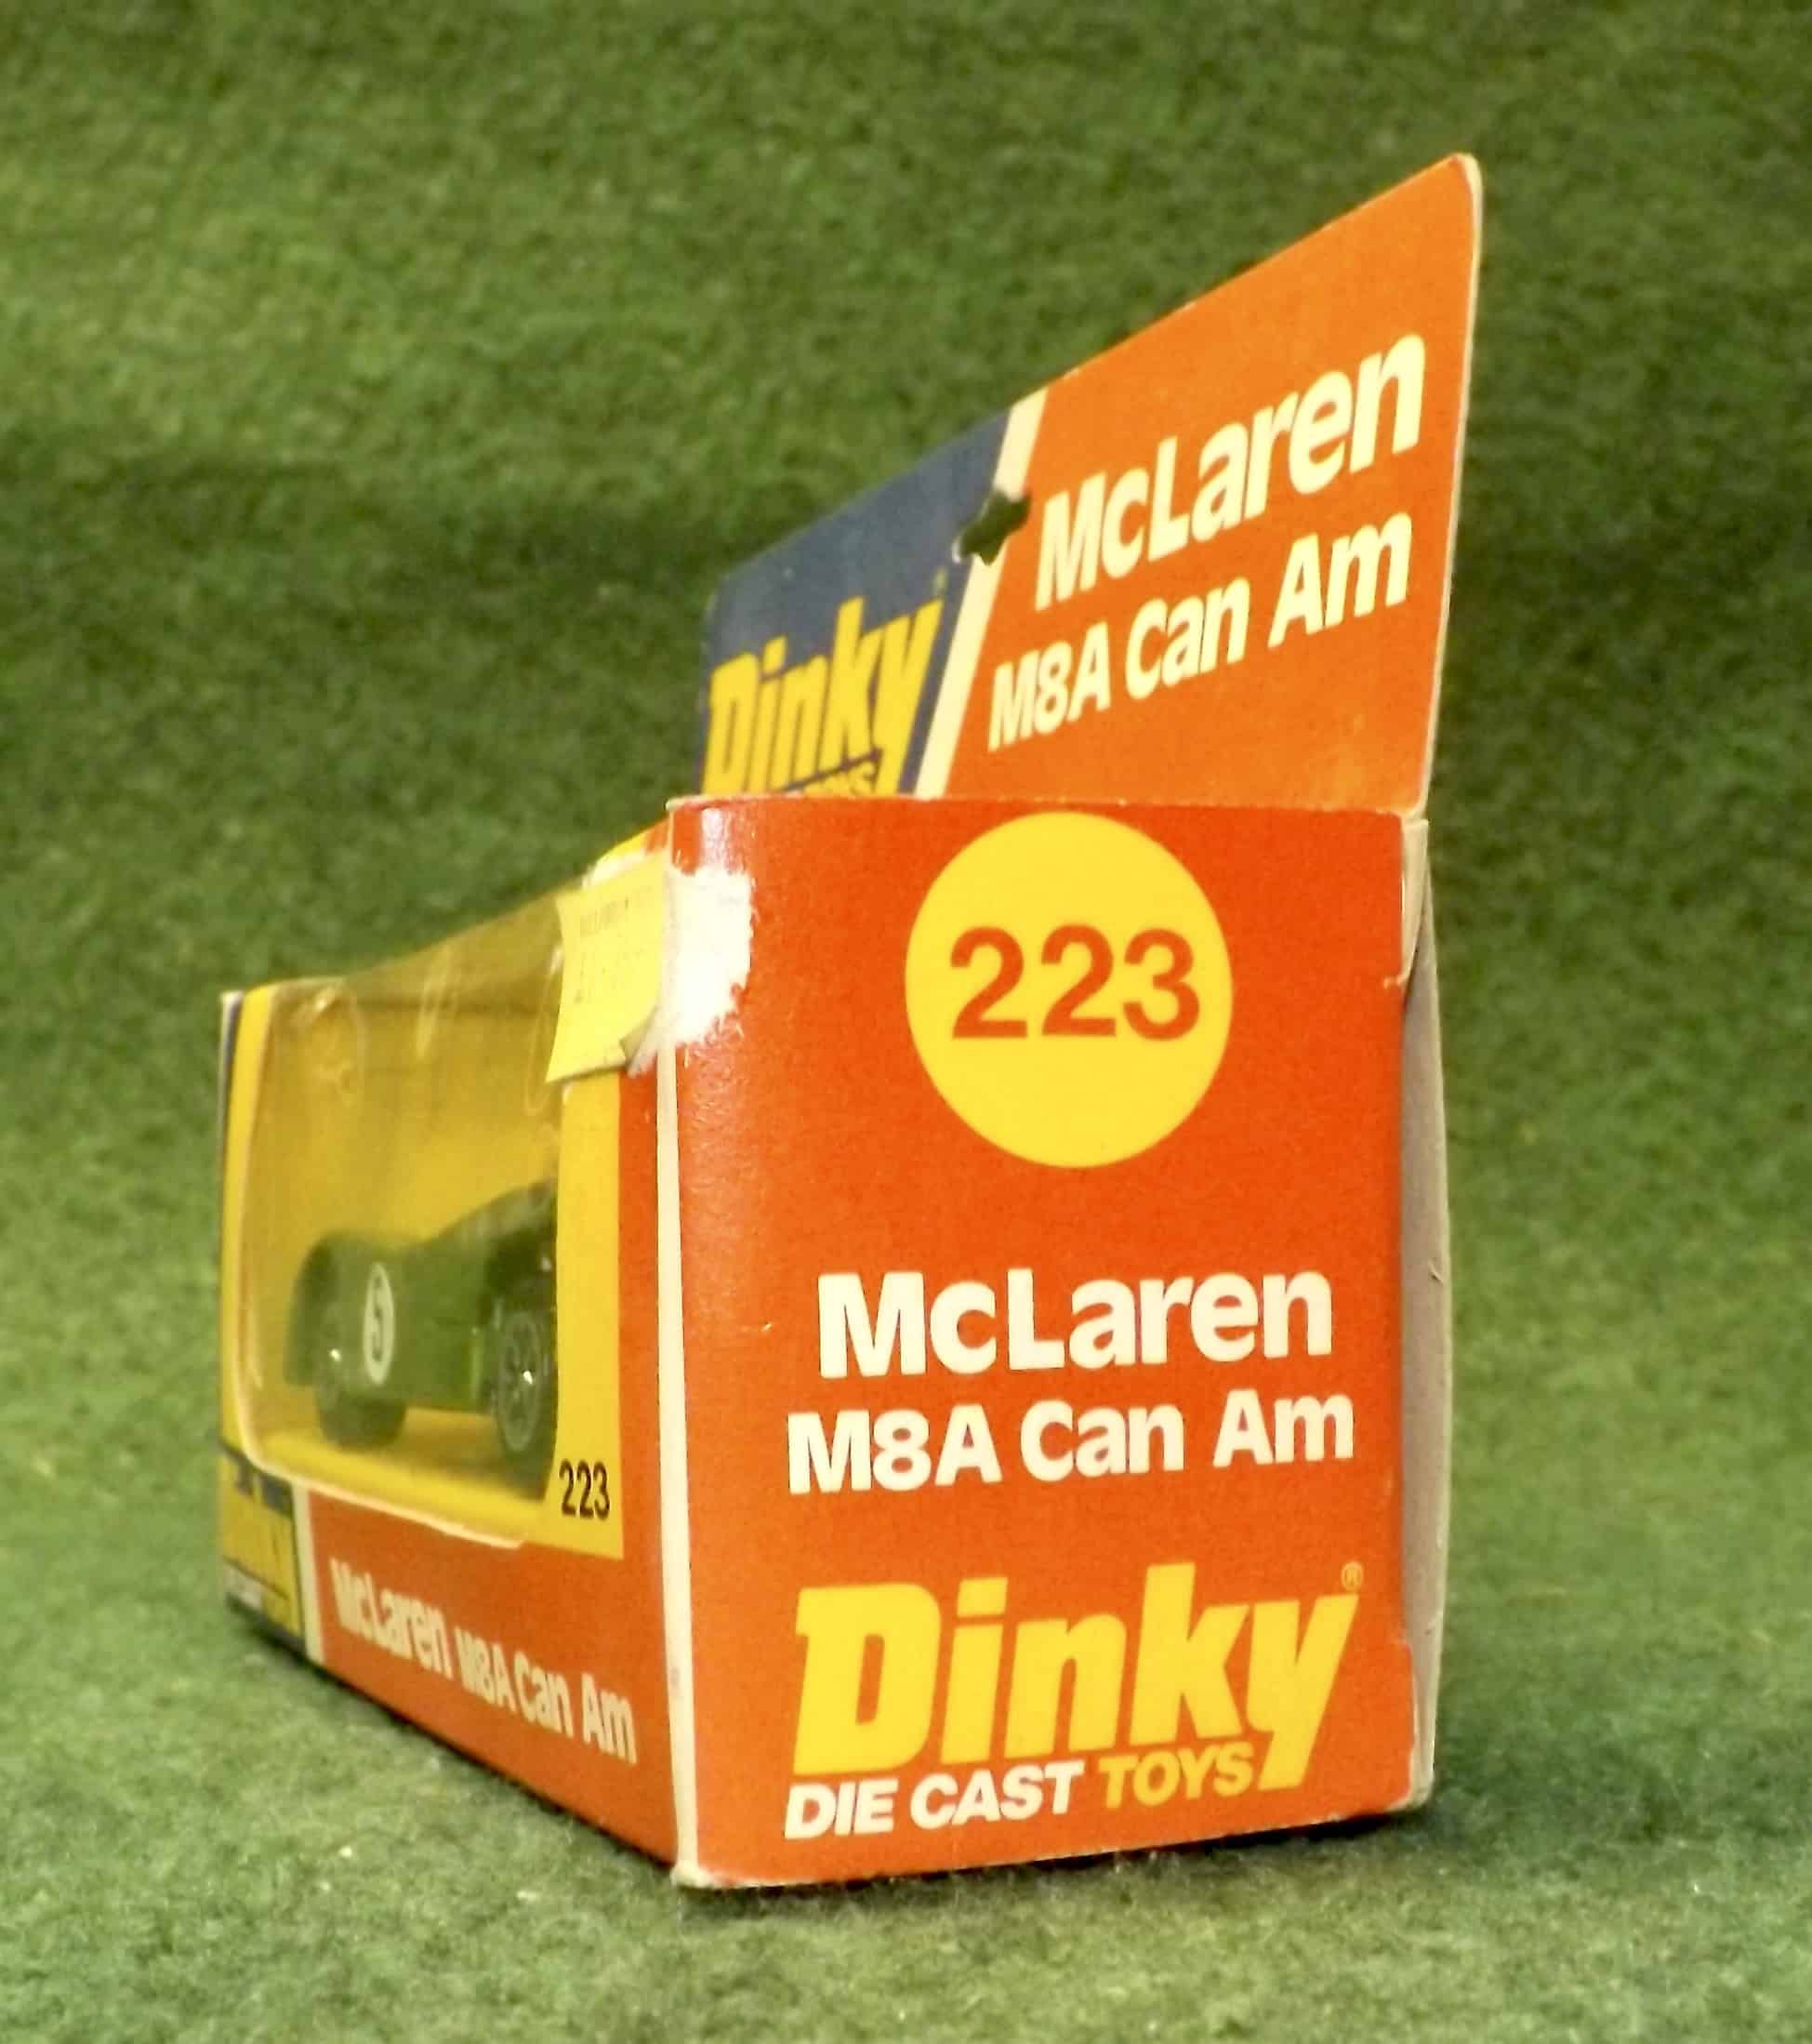 McLaren
M8A Can Am
Dinky
223
McLaren
M8A Can Am
Dinky®
DIE CAST TOYS
5
223
McLaren M8A Can Am